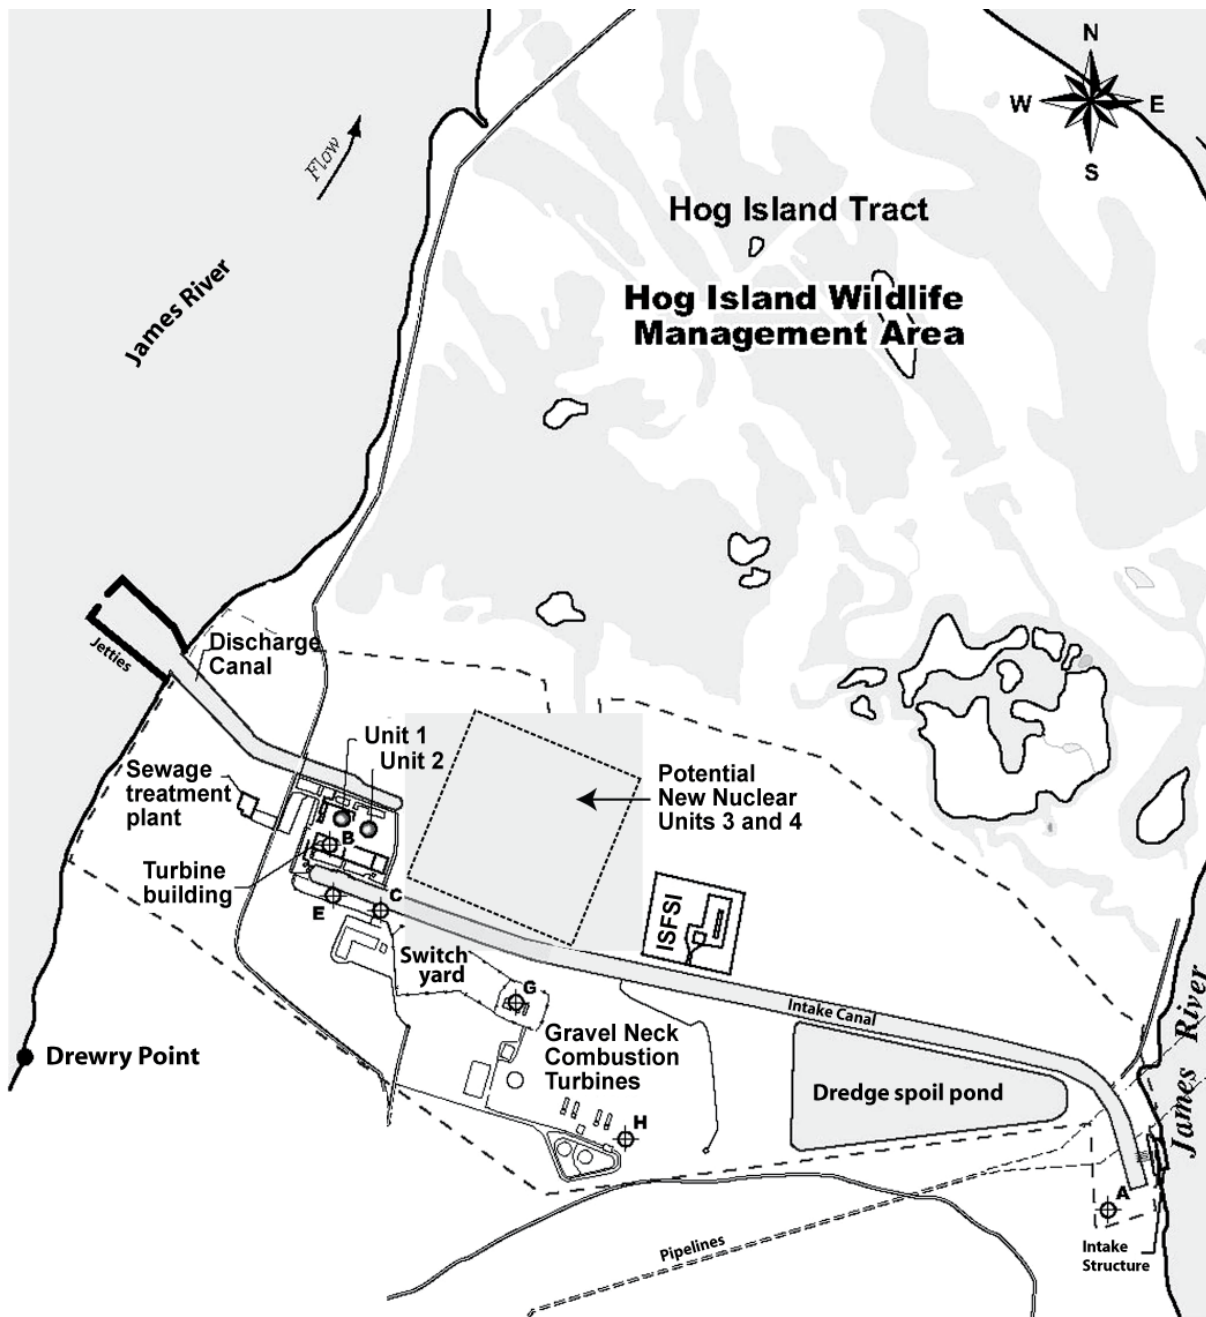 N
W
E
S
Flow
James River
Hog Island Tract
Hog Island Wildlife
Management Area
Jetties
Discharge
Canal
Unit 1
Unit 2
Sewage
treatment
plant
Potential
New Nuclear
Units 3 and 4
B
Turbine
building
C
E
ISFSI
Switch
yard
G
Intake Canal
James River
Gravel Neck
Combustion
Turbines
Drewry Point
Dredge spoil pond
H
A
Pipelines
Intake
Structure